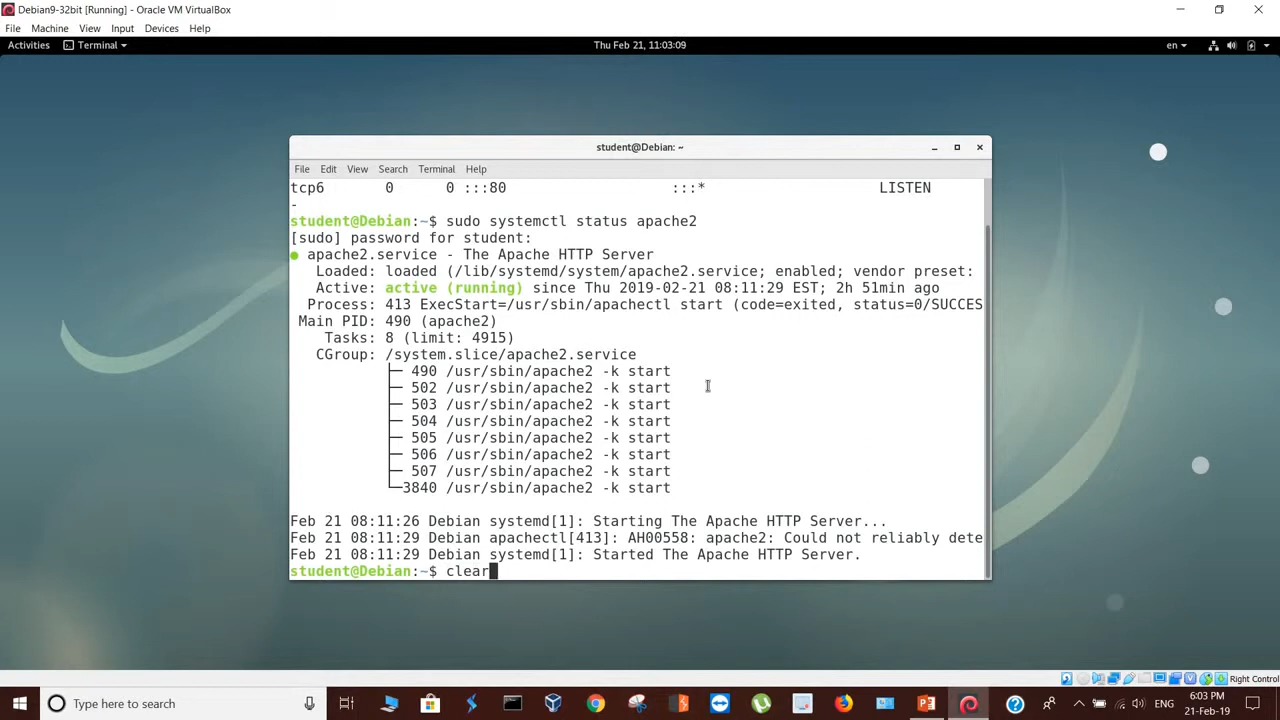 Debian9-32bit [Running] - Oracle VM VirtualBox
File Machine View Input Devices Help
Activities Terminal Thu Feb 21, 11:03:09 en
student@Debian: ~
File Edit View Search Terminal Help
tcp6 0 0 :::80 :::* LISTEN
-
student@Debian:~$ sudo systemctl status apache2
[sudo] password for student:
● apache2.service - The Apache HTTP Server
Loaded: loaded (/lib/systemd/system/apache2.service; enabled; vendor preset:
Active: active (running) since Thu 2019-02-21 08:11:29 EST; 2h 51min ago
Process: 413 ExecStart=/usr/sbin/apachectl start (code=exited, status=0/SUCCES
Main PID: 490 (apache2)
Tasks: 8 (limit: 4915)
CGroup: /system.slice/apache2.service
├─ 490 /usr/sbin/apache2 -k start
├─ 502 /usr/sbin/apache2 -k start
├─ 503 /usr/sbin/apache2 -k start
├─ 504 /usr/sbin/apache2 -k start
├─ 505 /usr/sbin/apache2 -k start
├─ 506 /usr/sbin/apache2 -k start
├─ 507 /usr/sbin/apache2 -k start
└─3840 /usr/sbin/apache2 -k start
Feb 21 08:11:26 Debian systemd[1]: Starting The Apache HTTP Server...
Feb 21 08:11:29 Debian apachectl[413]: AH00558: apache2: Could not reliably dete
Feb 21 08:11:29 Debian systemd[1]: Started The Apache HTTP Server.
student@Debian:~$ clear
Right Control
Type here to search
ENG
6:03 PM
21-Feb-19